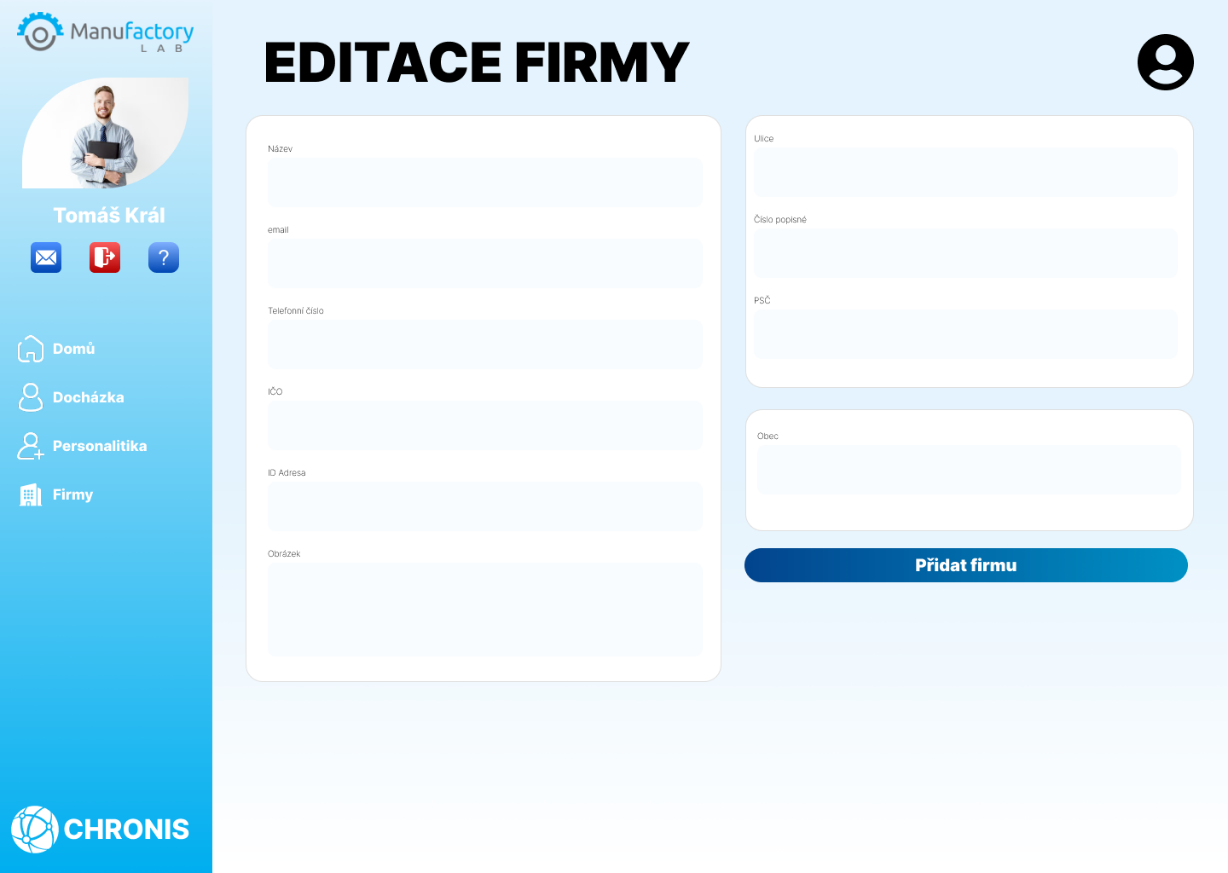 Manufactory
LAB
Tomáš Král
?
Domů
Docházka
Personalitika
Firmy
CHRONIS
EDITACE FIRMY
Název
email
Telefonní číslo
IČO
ID Adresa
Obrázek
Ulice
Číslo popisné
PSČ
Obec
Přidat firmu